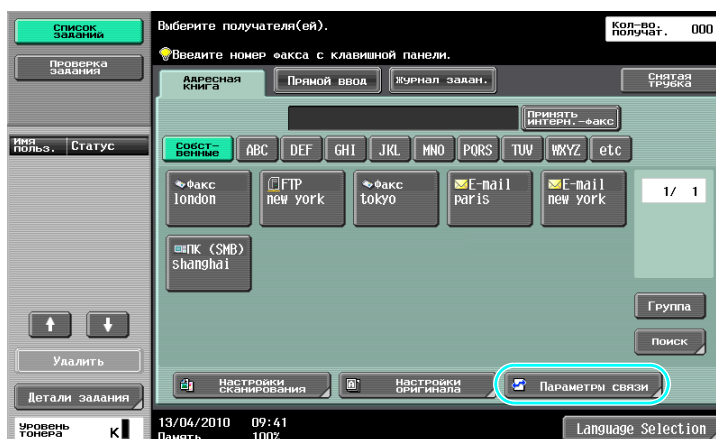 Список
заданий
Проверка
задания
Имя
польз.
Статус
Удалить
Детали задания
Уровень
тонера
K
Выберите получателя(ей).
Кол-во.
получат.
000
Введите номер факса с клавишной панели.
Адресная
книга
Прямой ввод
Журнал задан.
Снятая
трубка
Принять
интерн.-факс
Собст-
венные
ABC
DEF
GHI
JKL
MNO
PQRS
TUV
WXYZ
etc
Факс
london
FTP
new york
Факс
tokyo
E-mail
paris
E-mail
new york
1/ 1
ПК (SMB)
shanghai
Группа
Поиск
Настройки
сканирования
Настройки
оригинала
Параметры связи
13/04/2010 09:41
Память 100%
Language Selection